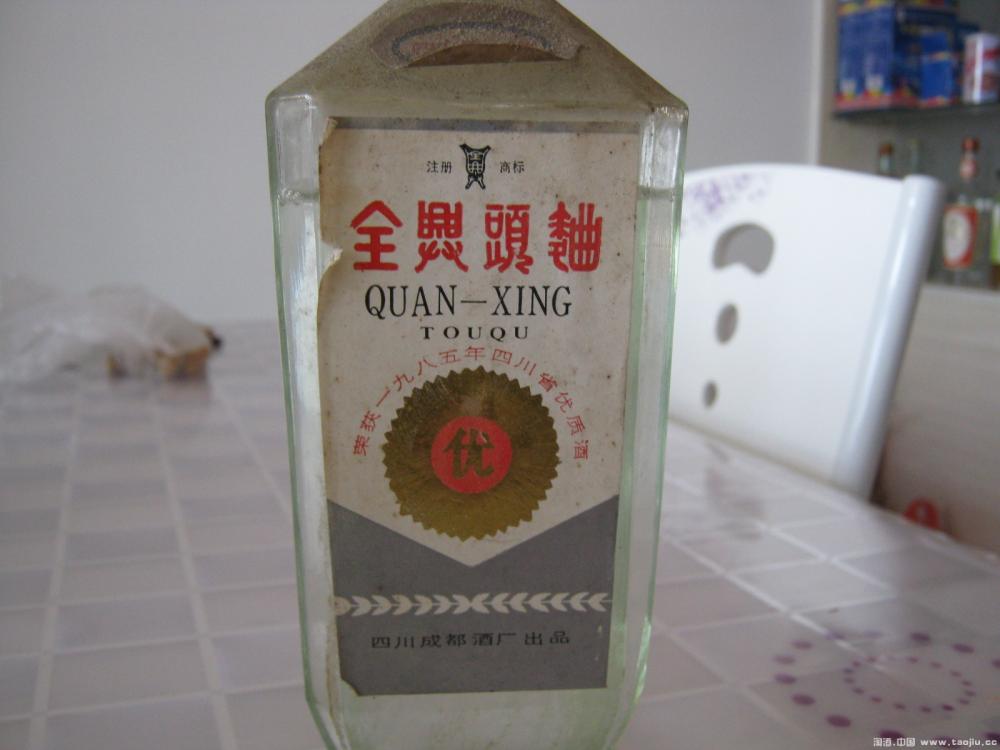 注册 商标
全興頭麯
QUAN—XING
TOUQU
荣获一九八五年四川省优质酒
优
四川成都酒厂出品
淘酒.中国 www.taojiu.cc